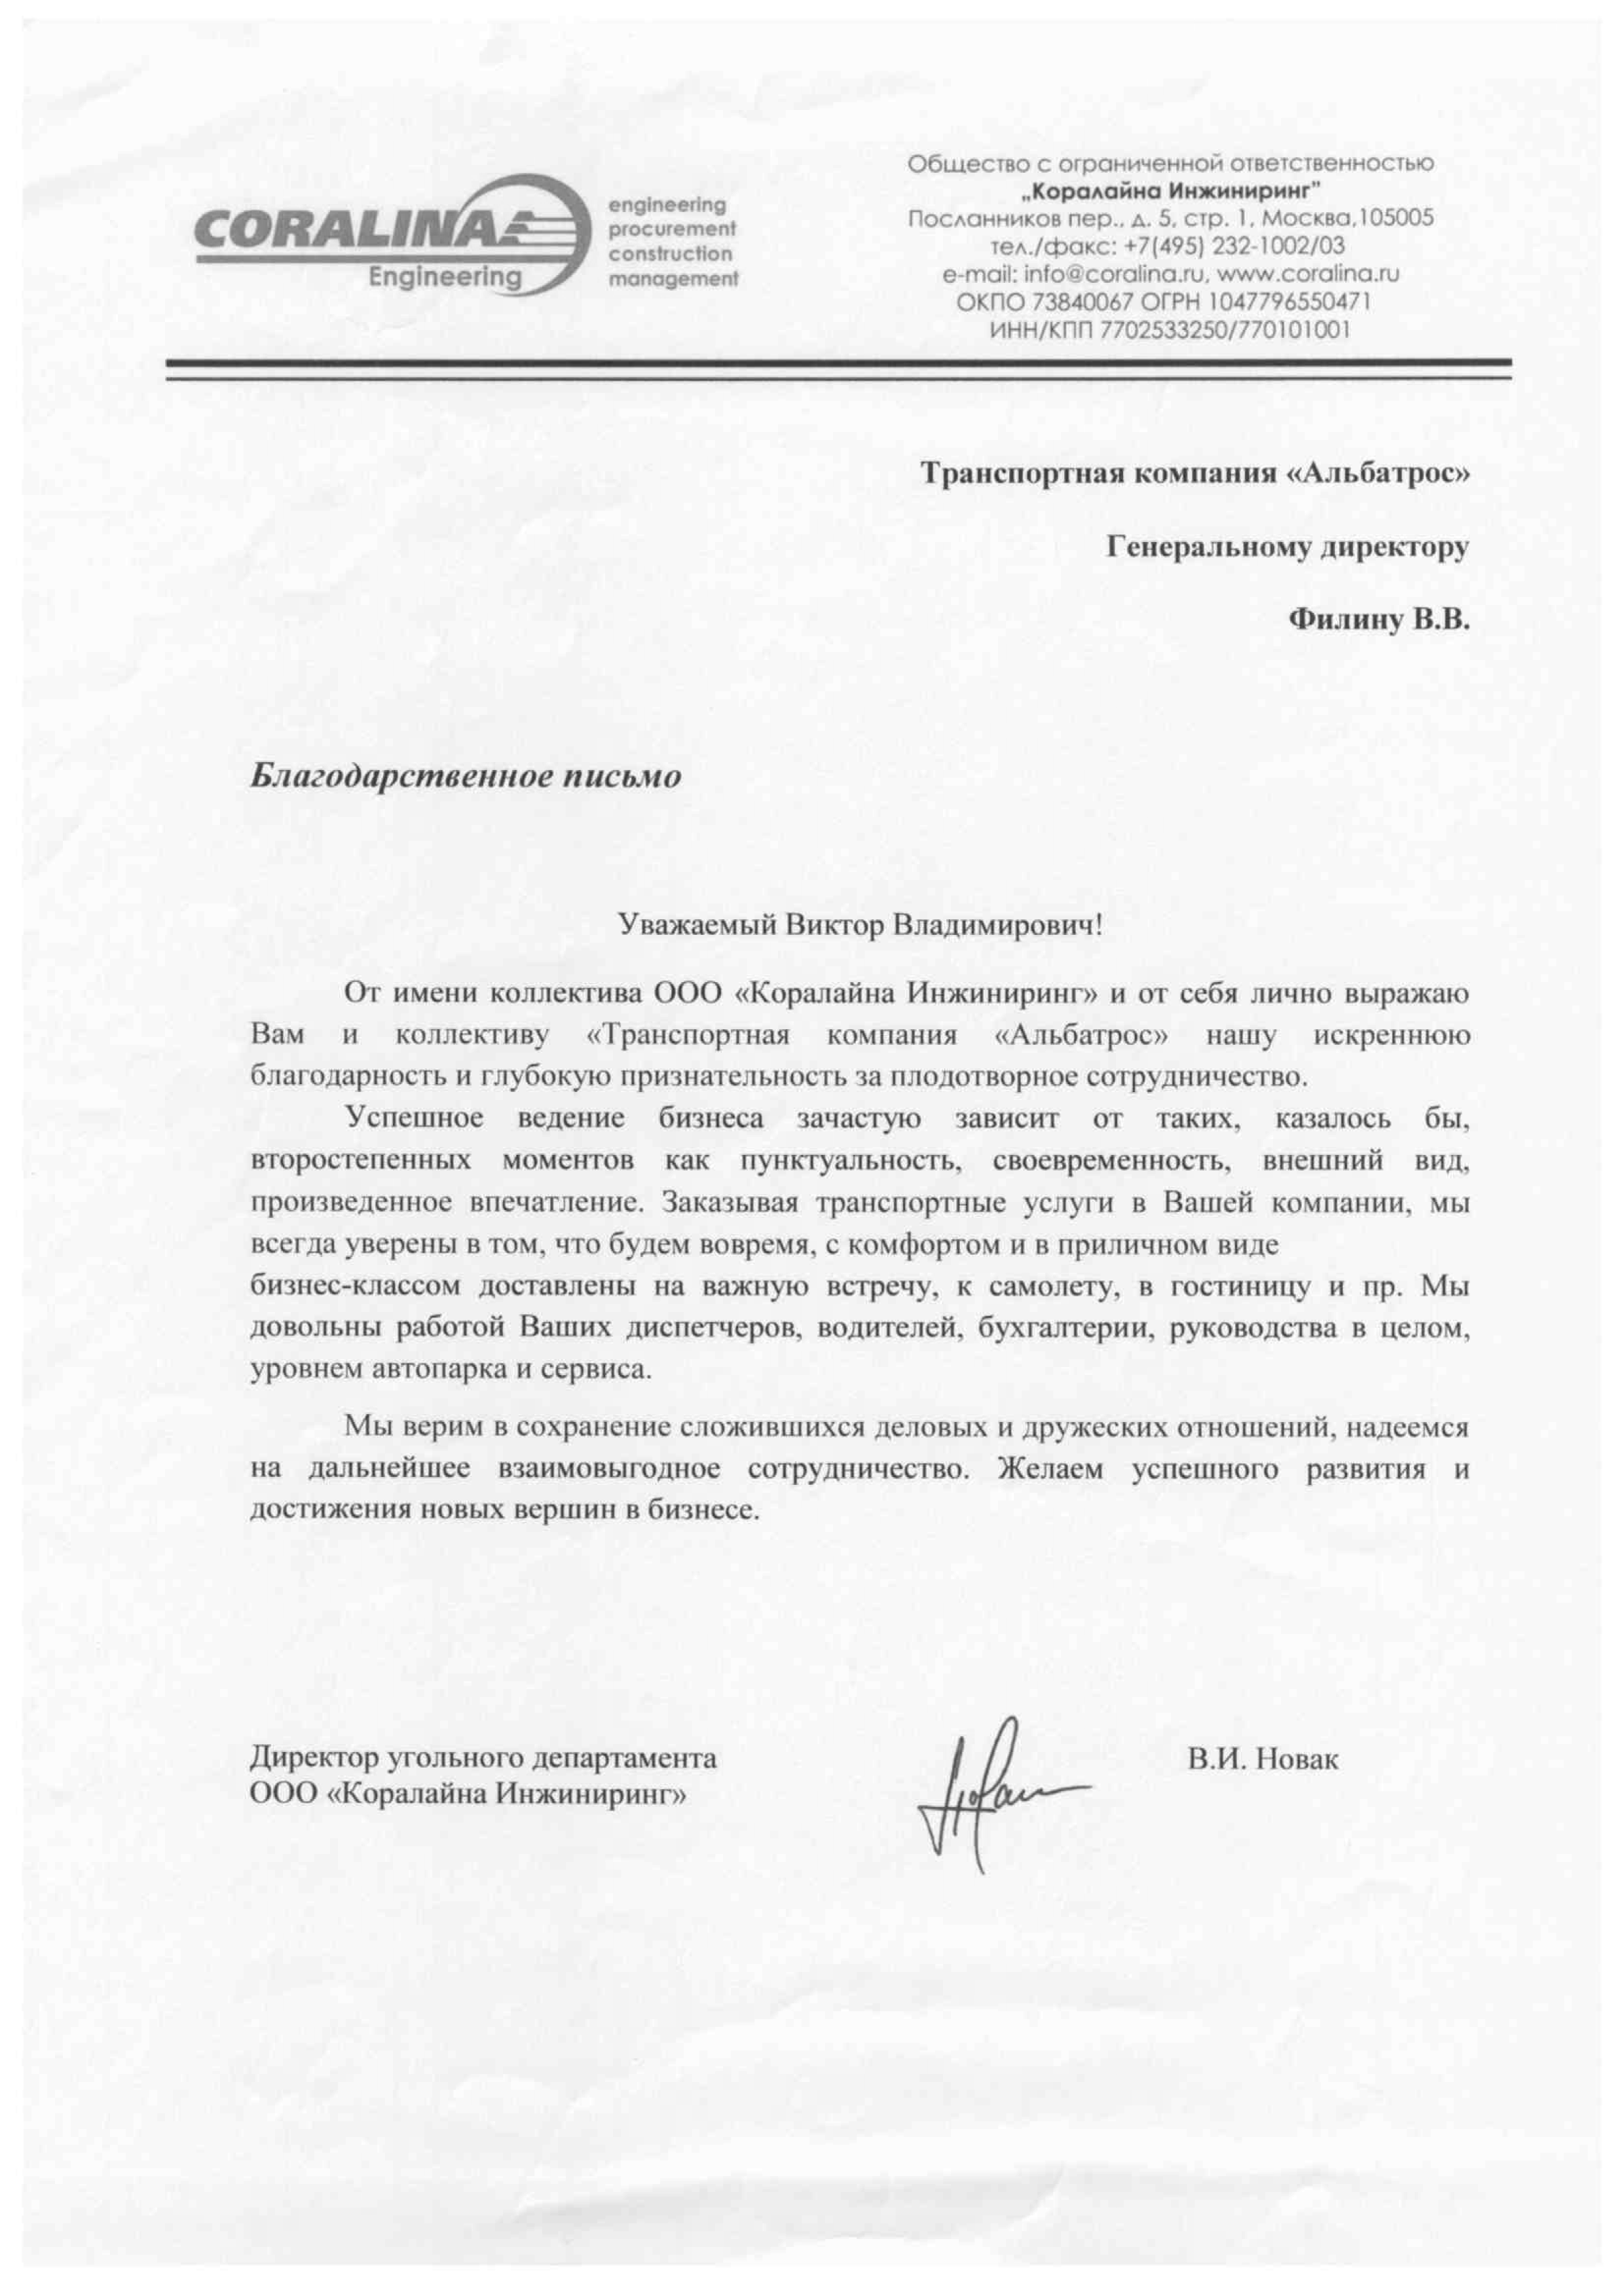 CORALINA
Engineering
engineering
procurement
construction
management
Общество с ограниченной ответственностью
„Коралайна Инжиниринг"
Посланников пер., д. 5, стр. 1, Москва,105005
тел./факс: +7(495) 232-1002/03
e-mail: info@coralina.ru, www.coralina.ru
ОКПО 73840067 ОГРН 1047796550471
ИНН/КПП 7702533250/770101001
Транспортная компания «Альбатрос»
Генеральному директору
Филину В.В.
Благодарственное письмо
Уважаемый Виктор Владимирович!
От имени коллектива ООО «Коралайна Инжиниринг» и от себя лично выражаю
Вам и коллективу «Транспортная компания «Альбатрос» нашу искреннюю
благодарность и глубокую признательность за плодотворное сотрудничество.
Успешное ведение бизнеса зачастую зависит от таких, казалось бы,
второстепенных моментов как пунктуальность, своевременность, внешний вид,
произведенное впечатление. Заказывая транспортные услуги в Вашей компании, мы
всегда уверены в том, что будем вовремя, с комфортом и в приличном виде
бизнес-классом доставлены на важную встречу, к самолету, в гостиницу и пр. Мы
довольны работой Ваших диспетчеров, водителей, бухгалтерии, руководства в целом,
уровнем автопарка и сервиса.
Мы верим в сохранение сложившихся деловых и дружеских отношений, надеемся
на дальнейшее взаимовыгодное сотрудничество. Желаем успешного развития и
достижения новых вершин в бизнесе.
Директор угольного департамента
ООО «Коралайна Инжиниринг»
В.И. Новак